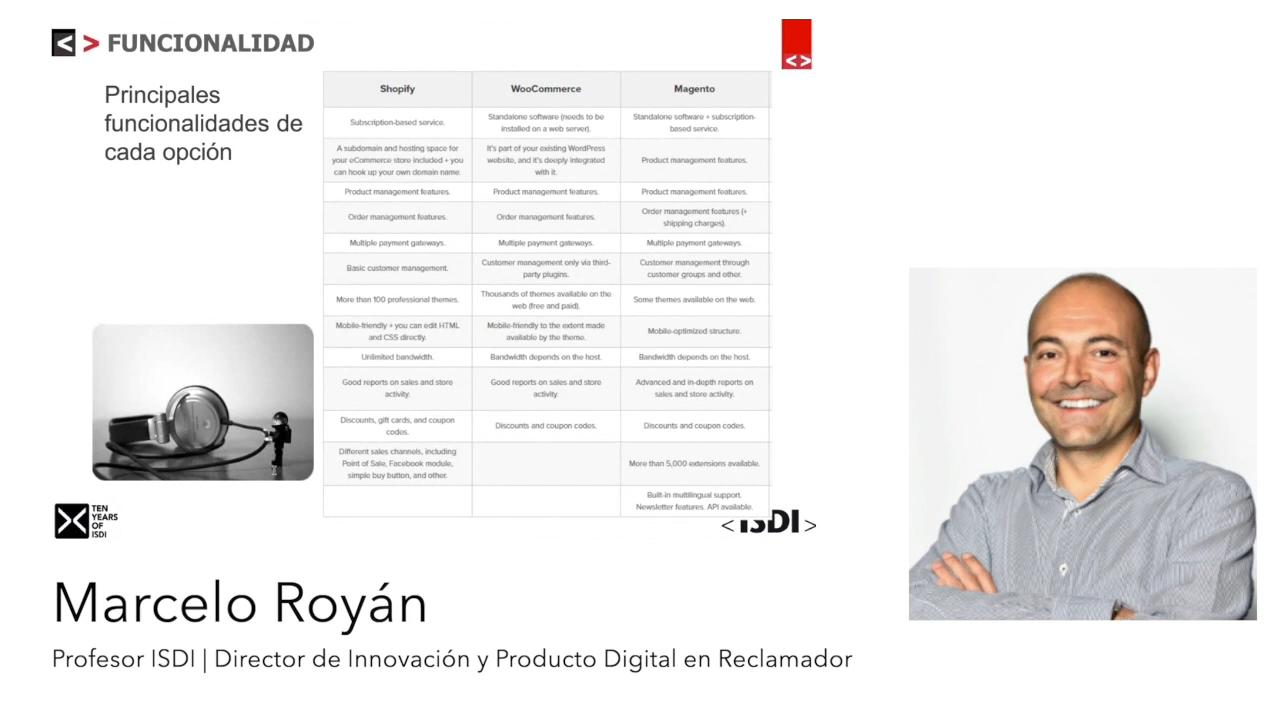 <> FUNCIONALIDAD
<>
Principales
funcionalidades de
cada opción
Shopify WooCommerce Magento
Subscription-based service.
Standalone software (needs to be
installed on a web server).
Standalone software + subscription-
based service.
A subdomain and hosting space for
your eCommerce store included + you
can hook up your own domain name.
It's part of your existing WordPress
website, and it's deeply integrated
with it.
Product management features.
Product management features.
Product management features.
Product management features.
Order management features.
Order management features.
Order management features (+
shipping charges).
Multiple payment gateways.
Multiple payment gateways.
Multiple payment gateways.
Basic customer management.
Customer management only via third-
party plugins.
Customer management through
customer groups and other.
More than 100 professional themes.
Thousands of themes available on the
web (free and paid).
Some themes available on the web.
Mobile-friendly + you can edit HTML
and CSS directly.
Mobile-friendly to the extent made
available by the theme.
Mobile-optimized structure.
Unlimited bandwidth.
Bandwidth depends on the host.
Bandwidth depends on the host.
Good reports on sales and store
activity.
Good reports on sales and store
activity.
Advanced and in-depth reports on
sales and store activity.
Discounts, gift cards, and coupon
codes.
Discounts and coupon codes.
Discounts and coupon codes.
Different sales channels, including
Point of Sale, Facebook module,
simple buy button, and other.
More than 5,000 extensions available.
Built-in multilingual support.
Newsletter features. API available.
TEN
YEARS
OF
ISDI
<ISDI>
Marcelo Royán
Profesor ISDI | Director de Innovación y Producto Digital en Reclamador